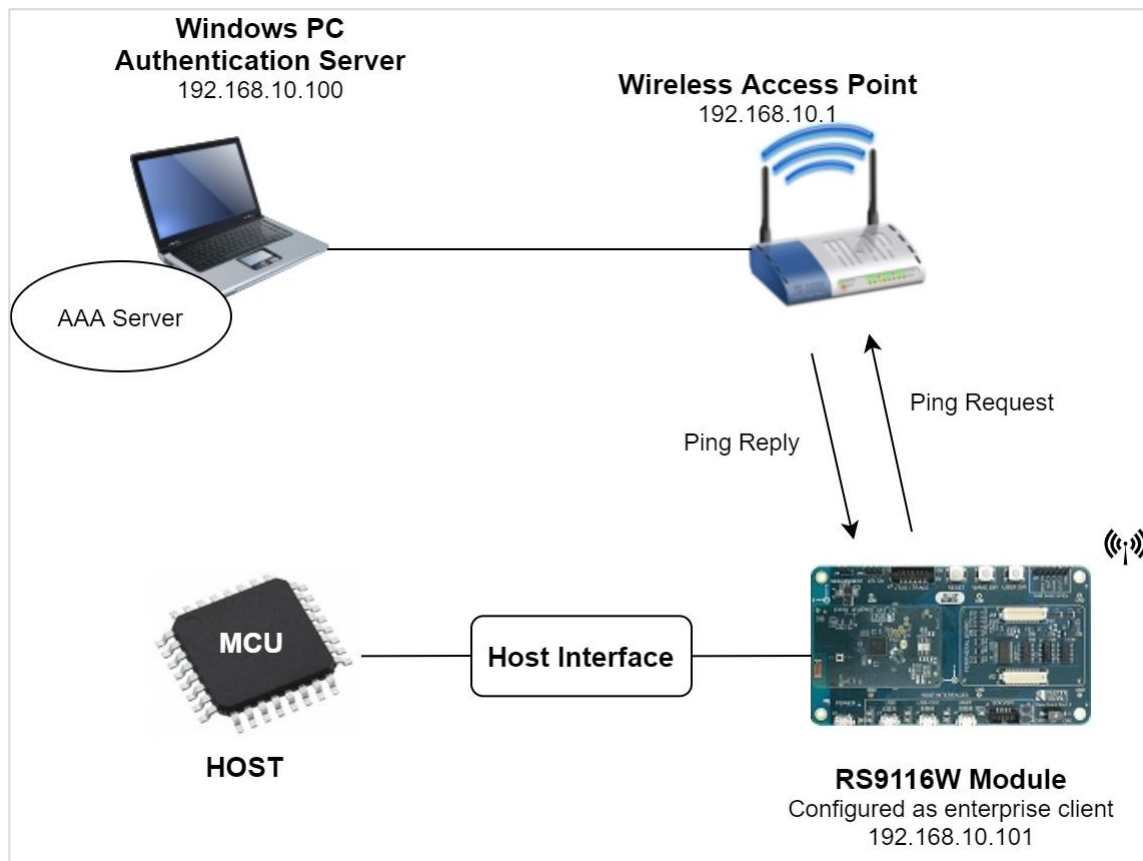 Windows PC
Authentication Server
192.168.10.100
Wireless Access Point
192.168.10.1
AAA Server
Ping Request
Ping Reply
MCU
Host Interface
HOST
RS9116W Module
Configured as enterprise client
192.168.10.101